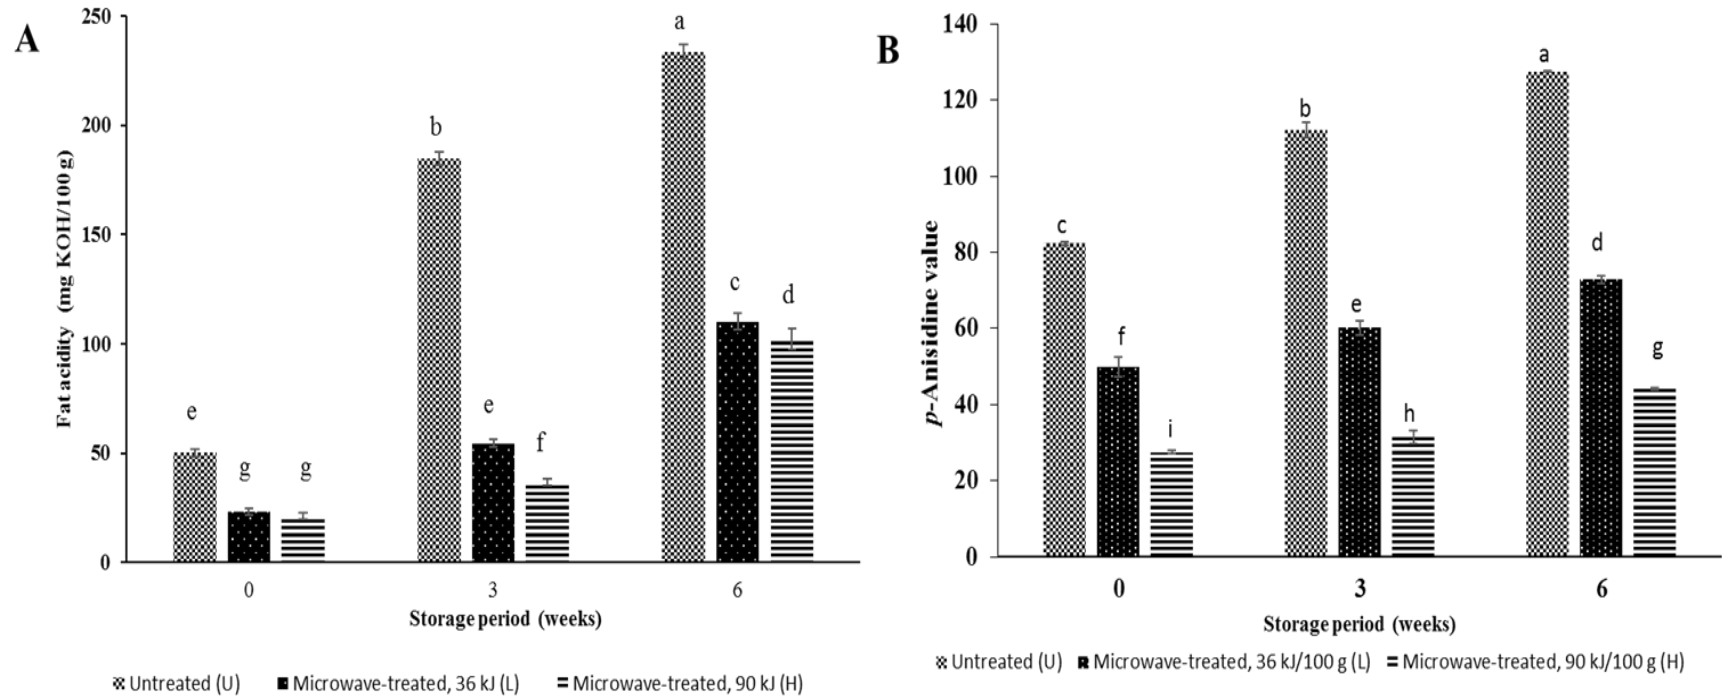 A
Fat acidity (mg KOH/100 g)
250
200
150
100
50
0
e
g
g
b
e
f
a
c
d
0
3
6
Storage period (weeks)
Untreated (U)
Microwave-treated, 36 kJ (L)
Microwave-treated, 90 kJ (H)
B
p-Anisidine value
140
120
100
80
60
40
20
0
c
f
i
b
e
h
a
d
g
0
3
6
Storage period (weeks)
Untreated (U)
Microwave-treated, 36 kJ/100 g (L)
Microwave-treated, 90 kJ/100 g (H)